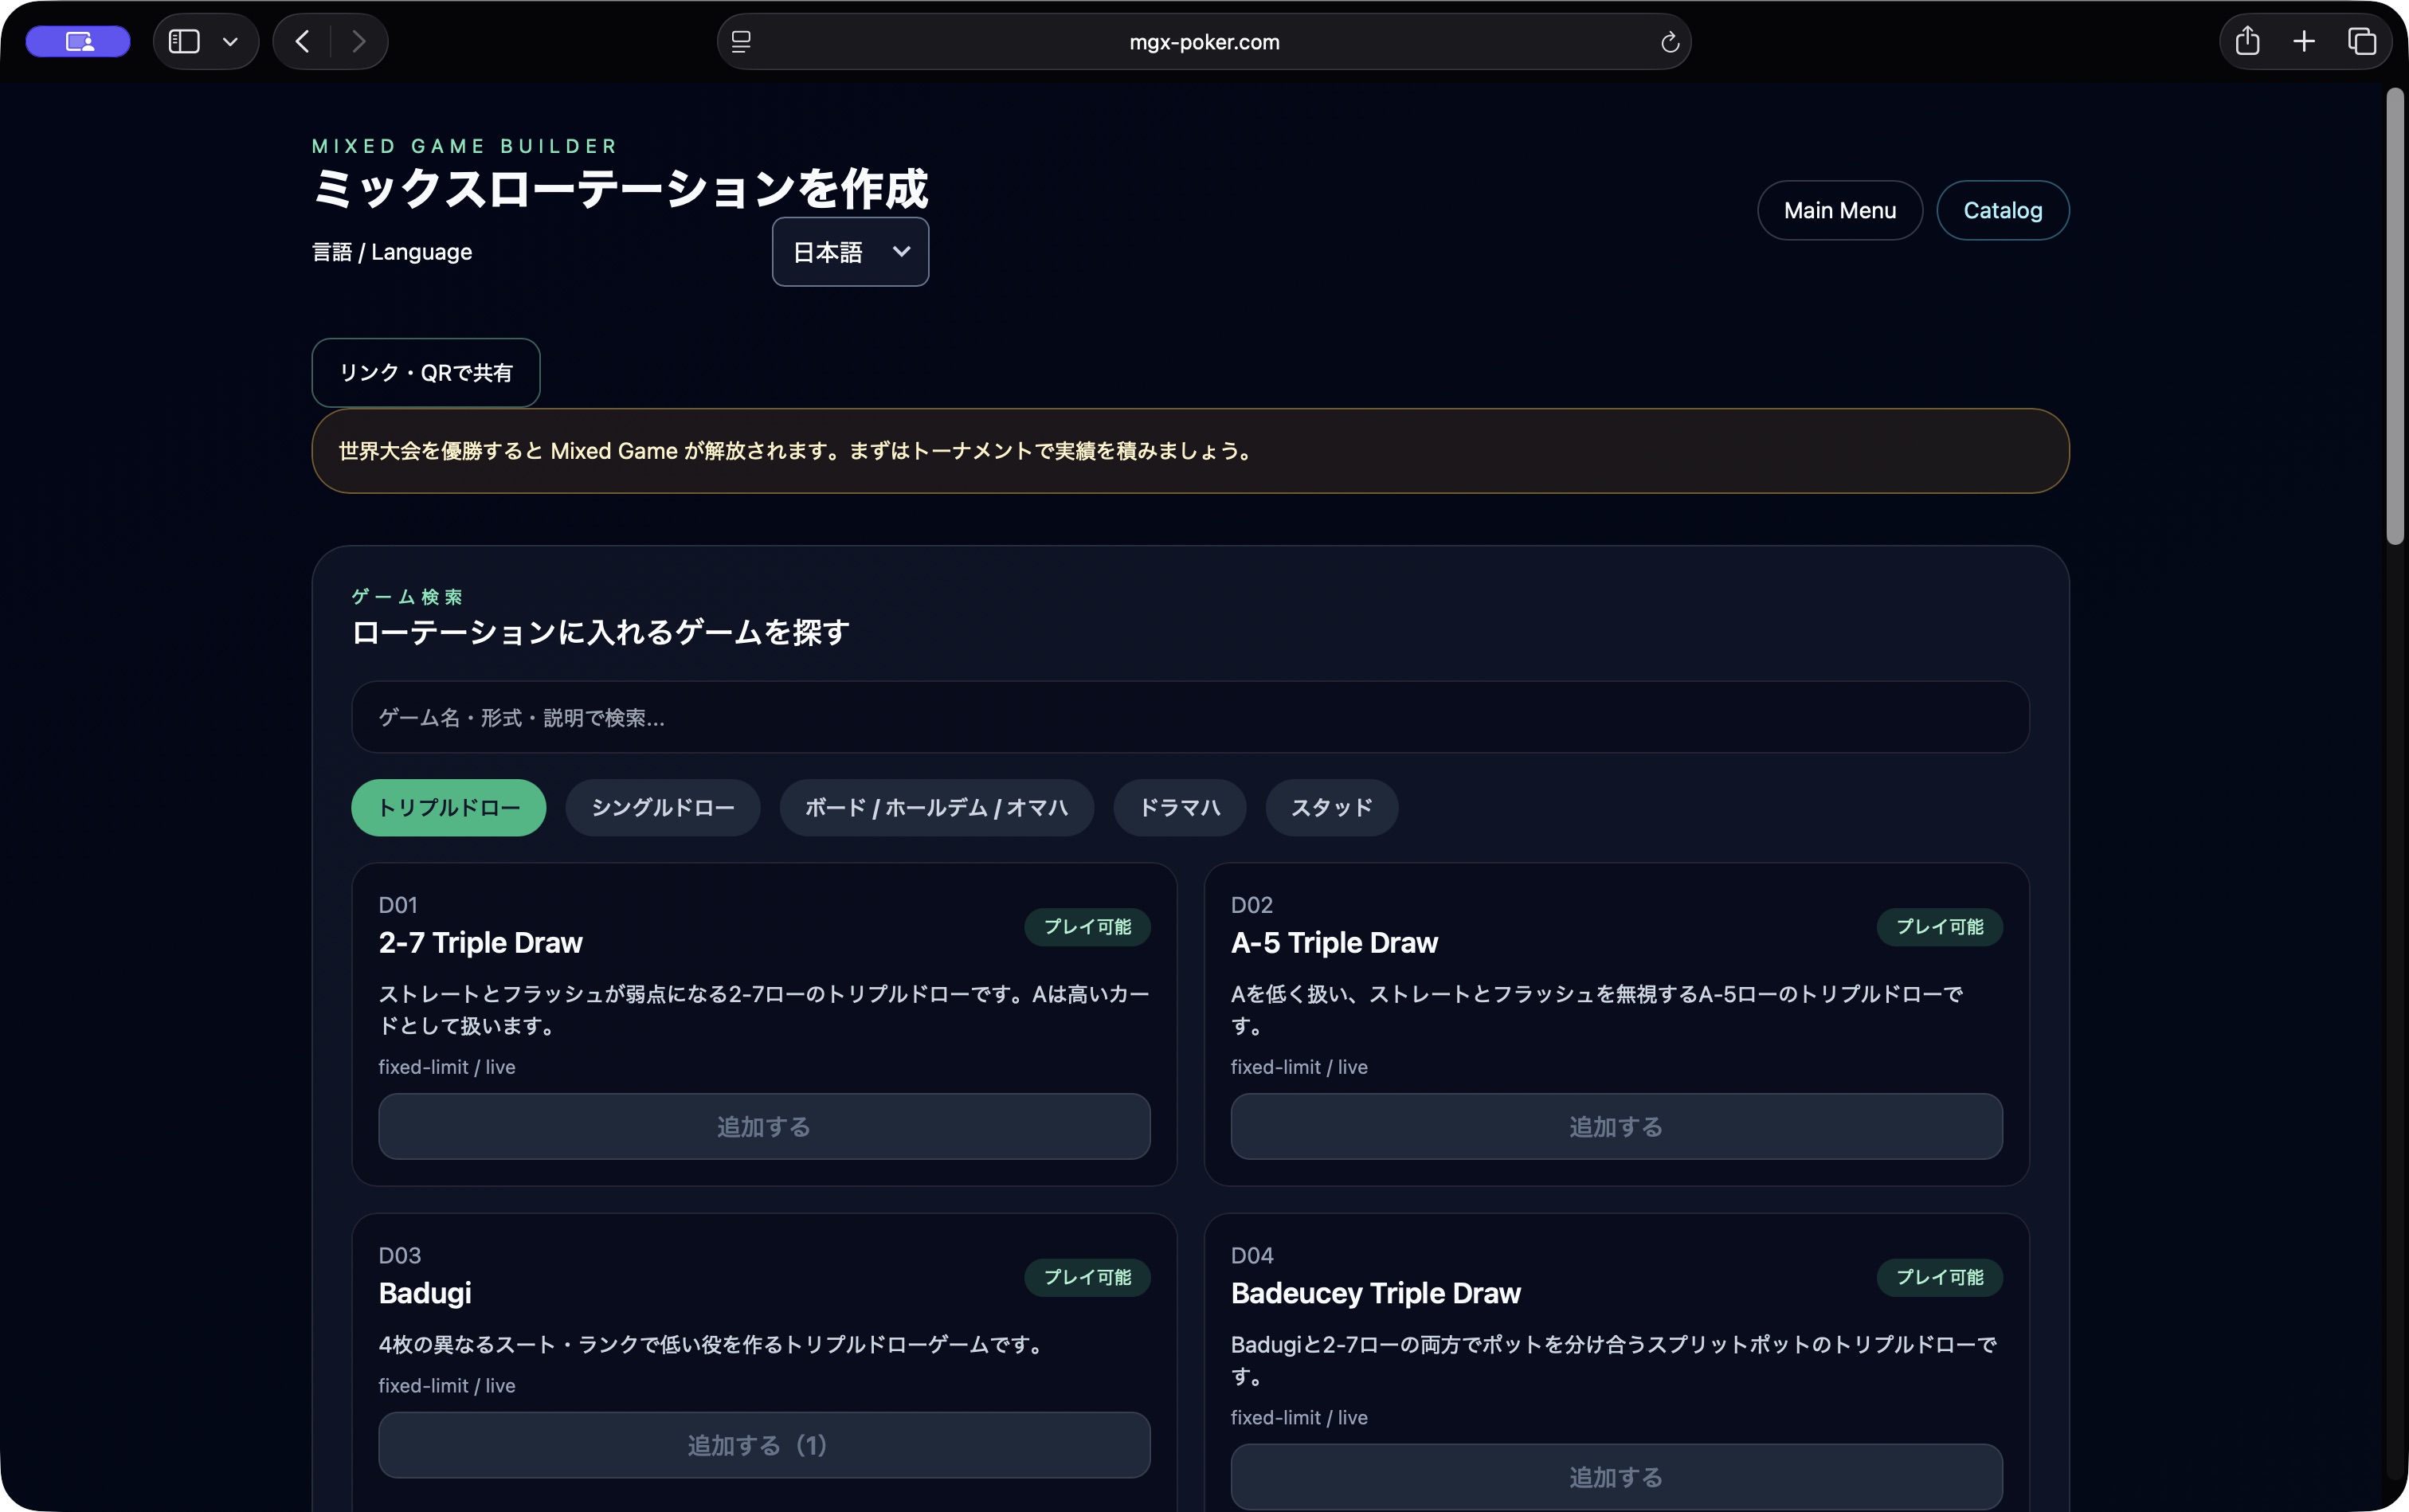 mgx-poker.com
MIXED GAME BUILDER
ミックスローテーションを作成
言語 / Language
日本語
Main Menu
Catalog
リンク・QRで共有
世界大会を優勝すると Mixed Game が解放されます。まずはトーナメントで実績を積みましょう。
ゲーム検索
ローテーションに入れるゲームを探す
ゲーム名・形式・説明で検索...
トリプルドロー
シングルドロー
ボード / ホールデム / オマハ
ドラマハ
スタッド
D01
2-7 Triple Draw
プレイ可能
ストレートとフラッシュが弱点になる2-7ローのトリプルドローです。Aは高いカー
ドとして扱います。
fixed-limit / live
追加する
D02
A-5 Triple Draw
プレイ可能
Aを低く扱い、ストレートとフラッシュを無視するA-5ローのトリプルドローで
す。
fixed-limit / live
追加する
D03
Badugi
プレイ可能
4枚の異なるスート・ランクで低い役を作るトリプルドローゲームです。
fixed-limit / live
追加する（1）
D04
Badeucey Triple Draw
プレイ可能
Badugiと2-7ローの両方でポットを分け合うスプリットポットのトリプルドローで
す。
fixed-limit / live
追加する